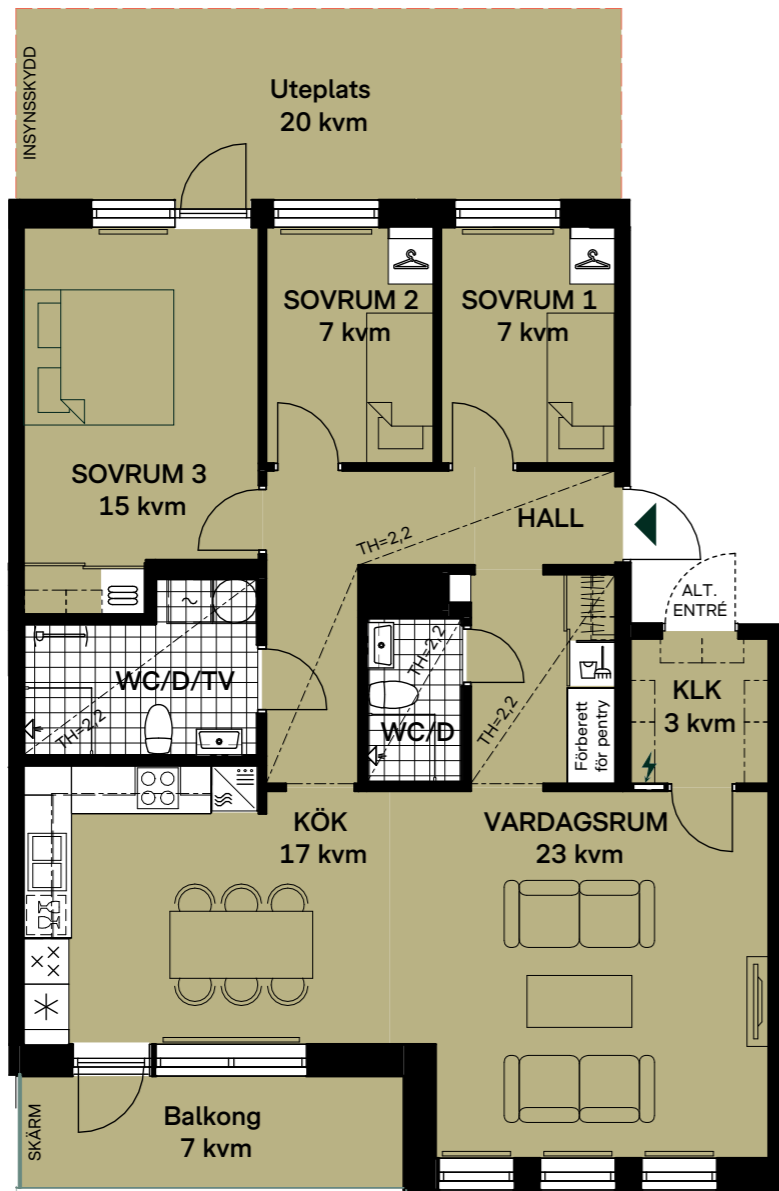 INSYNSSKYDD
Uteplats
20 kvm
SOVRUM 2
7 kvm
SOVRUM 1
7 kvm
SOVRUM 3
15 kvm
HALL
TH=2,2
ALT.
ENTRÉ
~
WC/D/TV
TH=2,2
TH=2,2
WC/D
TH=2,2
Förberett
för pentry
KLK
3 kvm
KÖK
17 kvm
VARDAGSRUM
23 kvm
SKÄRM
Balkong
7 kvm